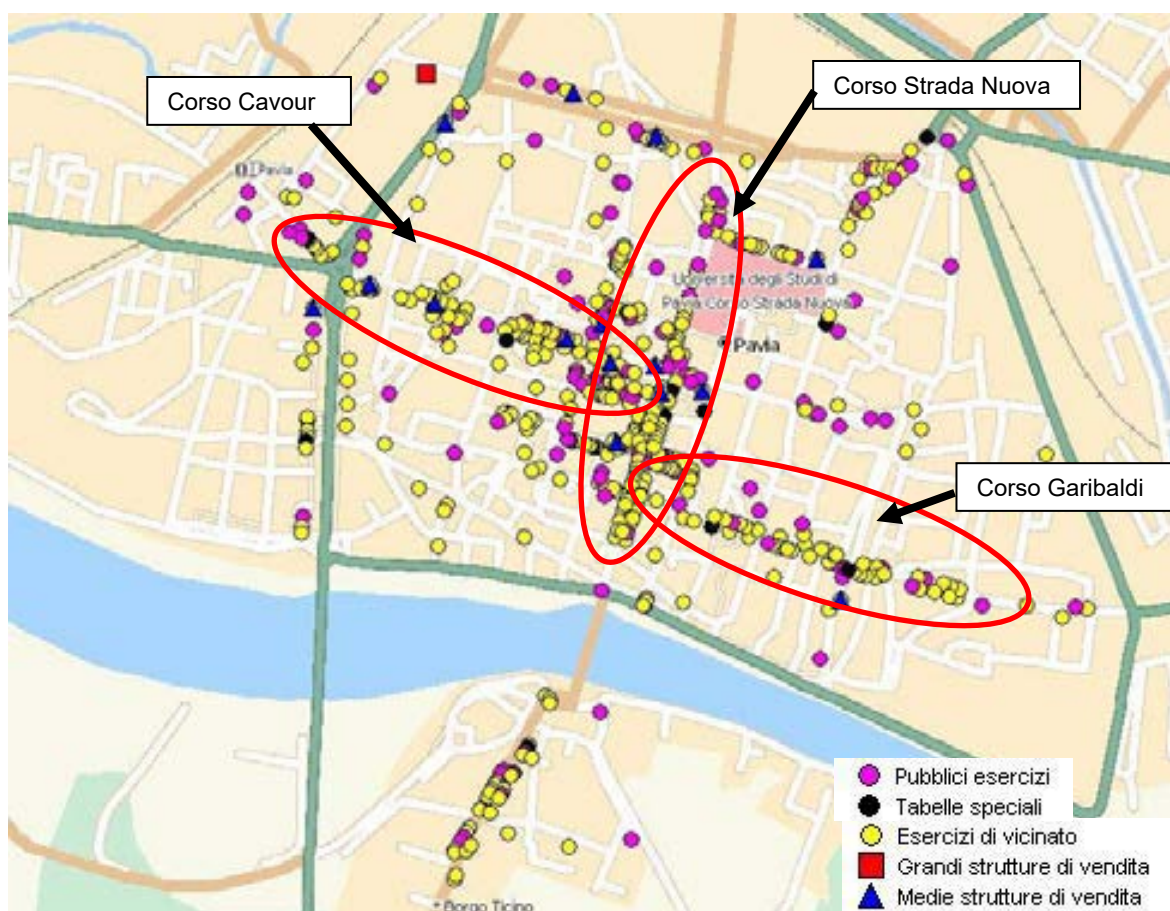 Corso Cavour
Corso Strada Nuova
Pavia
Università degli Studi di
Pavia Corso Strada Nuova
Pavia
Corso Garibaldi
Borgo Ticino
Pubblici esercizi
Tabelle speciali
Esercizi di vicinato
Grandi strutture di vendita
Medie strutture di vendita